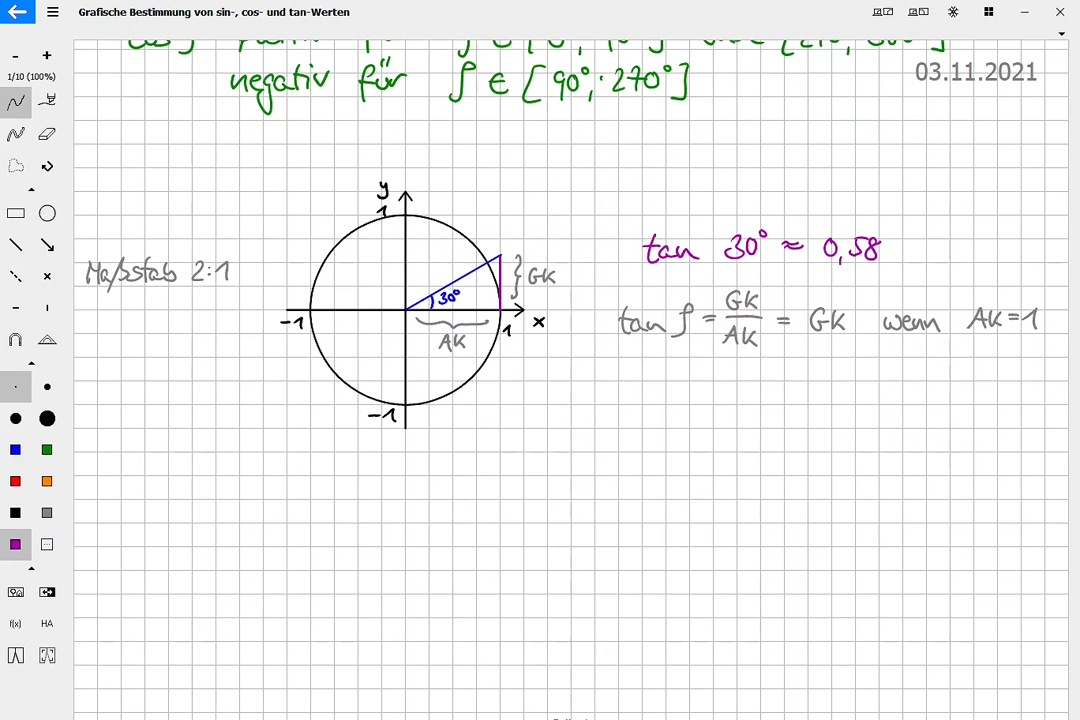 Grafische Bestimmung von sin-, cos- und tan-Werten
1/10 (100%)
03.11.2021
negativ für ϱ ∈ [90°; 270°]
y
1
Maßstab 2:1
30°
} GK
-1
AK
1
x
-1
tan 30° ≈ 0,58
tan ϱ = GK/AK = GK wenn AK=1
f(x)
HA